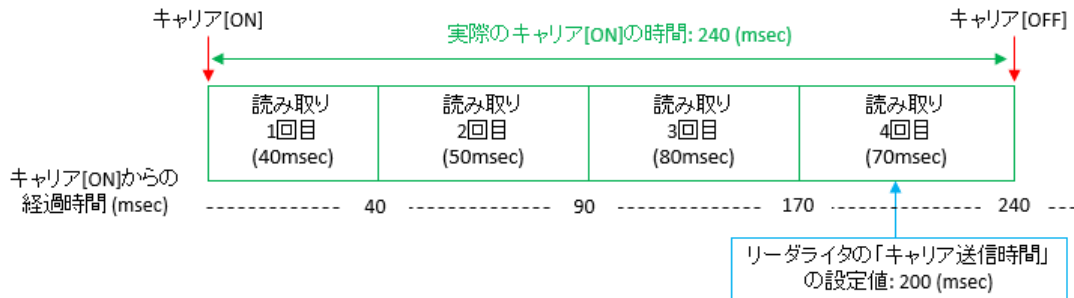 キャリア[ON]
キャリア[OFF]
実際のキャリア[ON]の時間: 240 (msec)
読み取り
1回目
(40msec)
読み取り
2回目
(50msec)
読み取り
3回目
(80msec)
読み取り
4回目
(70msec)
キャリア[ON]からの
経過時間 (msec)
40
90
170
240
リーダライタの「キャリア送信時間」
の設定値: 200 (msec)